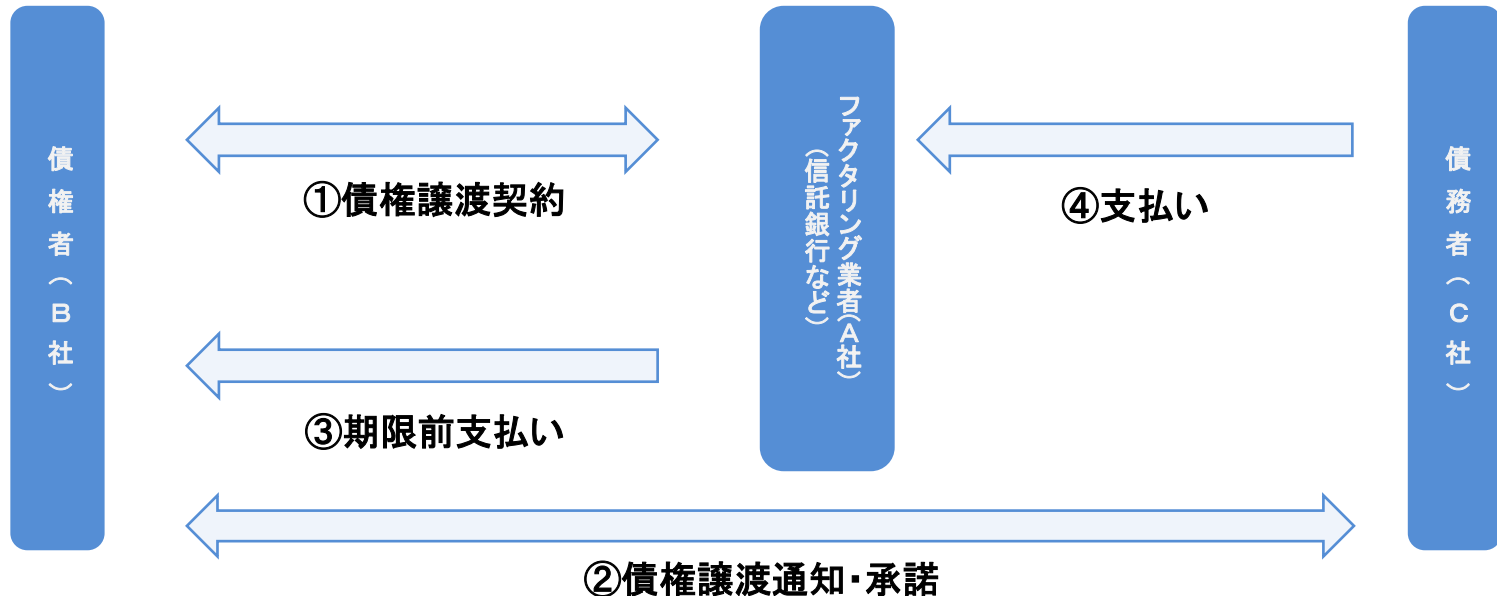 債権者(B社)
①債権譲渡契約
③期限前支払い
ファクタリング業者(A社)
(信託銀行など)
④支払い
債務者(C社)
②債権譲渡通知・承諾